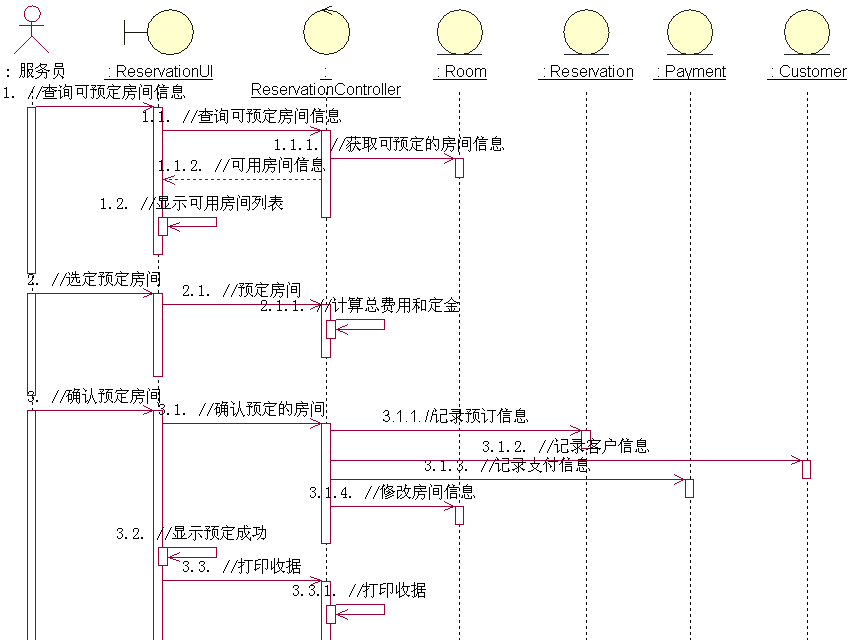 : 服务员
: ReservationUI
:
ReservationController
: Room
: Reservation
: Payment
: Customer
1. //查询可预定房间信息
1.1. //查询可预定房间信息
1.1.1. //获取可预定的房间信息
1.1.2. //可用房间信息
1.2. //显示可用房间列表
2. //选定预定房间
2.1. //预定房间
2.1.1. //计算总费用和定金
3. //确认预定房间
3.1. //确认预定的房间
3.1.1.//记录预订信息
3.1.2. //记录客户信息
3.1.3. //记录支付信息
3.1.4. //修改房间信息
3.2. //显示预定成功
3.3. //打印收据
3.3.1. //打印收据